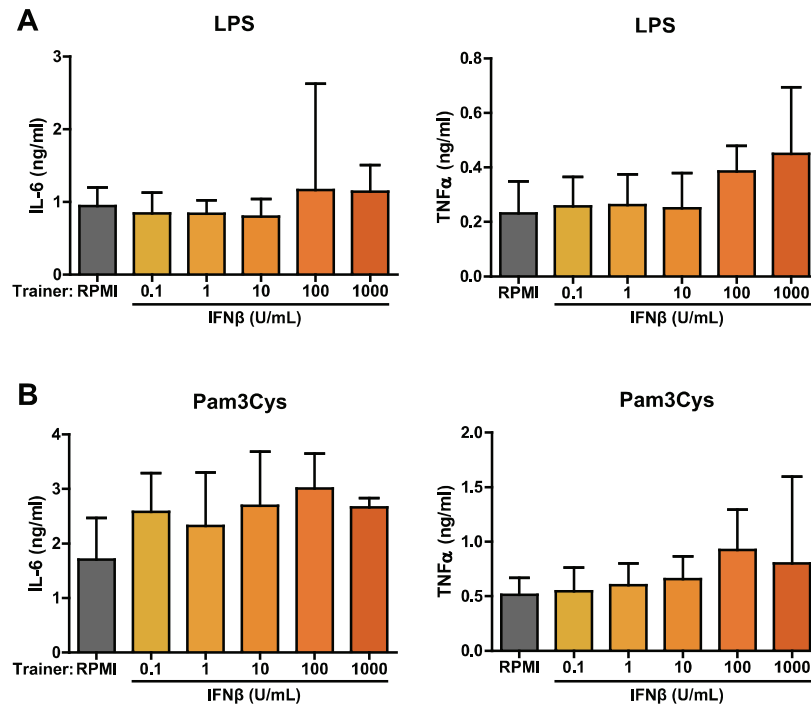 A
LPS
IL-6 (ng/ml)
3
2
1
0
Trainer: RPMI 0.1 1 10 100 1000
IFNβ (U/mL)
LPS
TNFα (ng/ml)
0.8
0.6
0.4
0.2
0.0
RPMI 0.1 1 10 100 1000
IFNβ (U/mL)
B
Pam3Cys
IL-6 (ng/ml)
4
3
2
1
0
Trainer: RPMI 0.1 1 10 100 1000
IFNβ (U/mL)
Pam3Cys
TNFα (ng/ml)
2.0
1.5
1.0
0.5
0.0
RPMI 0.1 1 10 100 1000
IFNβ (U/mL)